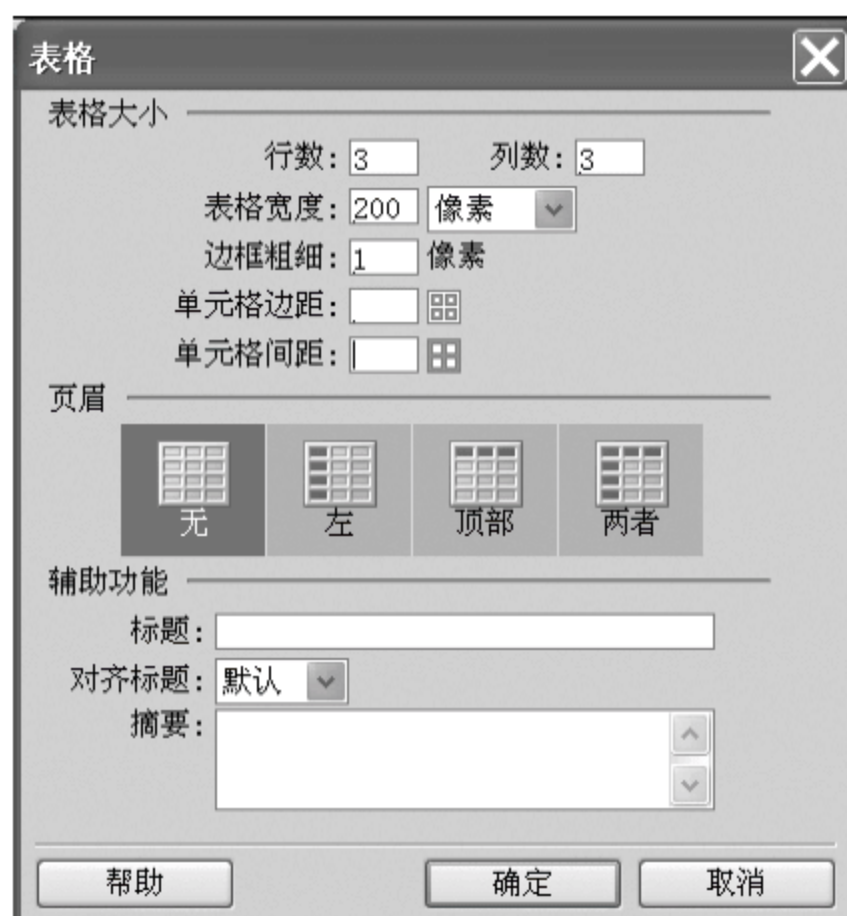 表格
表格大小
行数: 3 列数: 3
表格宽度: 200 像素
边框粗细: 1 像素
单元格边距:
单元格间距:
页眉
无 左 顶部 两者
辅助功能
标题:
对齐标题: 默认
摘要:
帮助 确定 取消